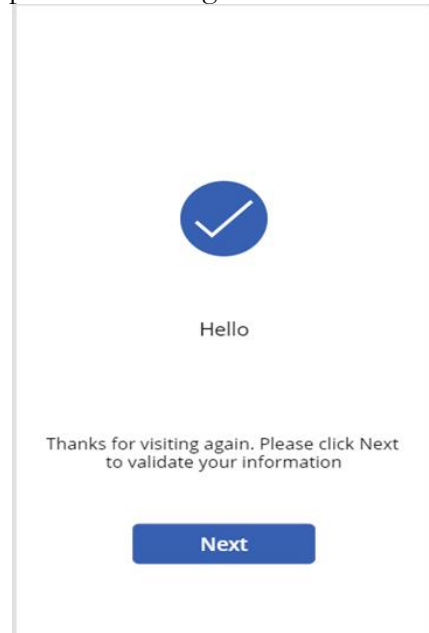 Hello
Thanks for visiting again. Please click Next
to validate your information
Next